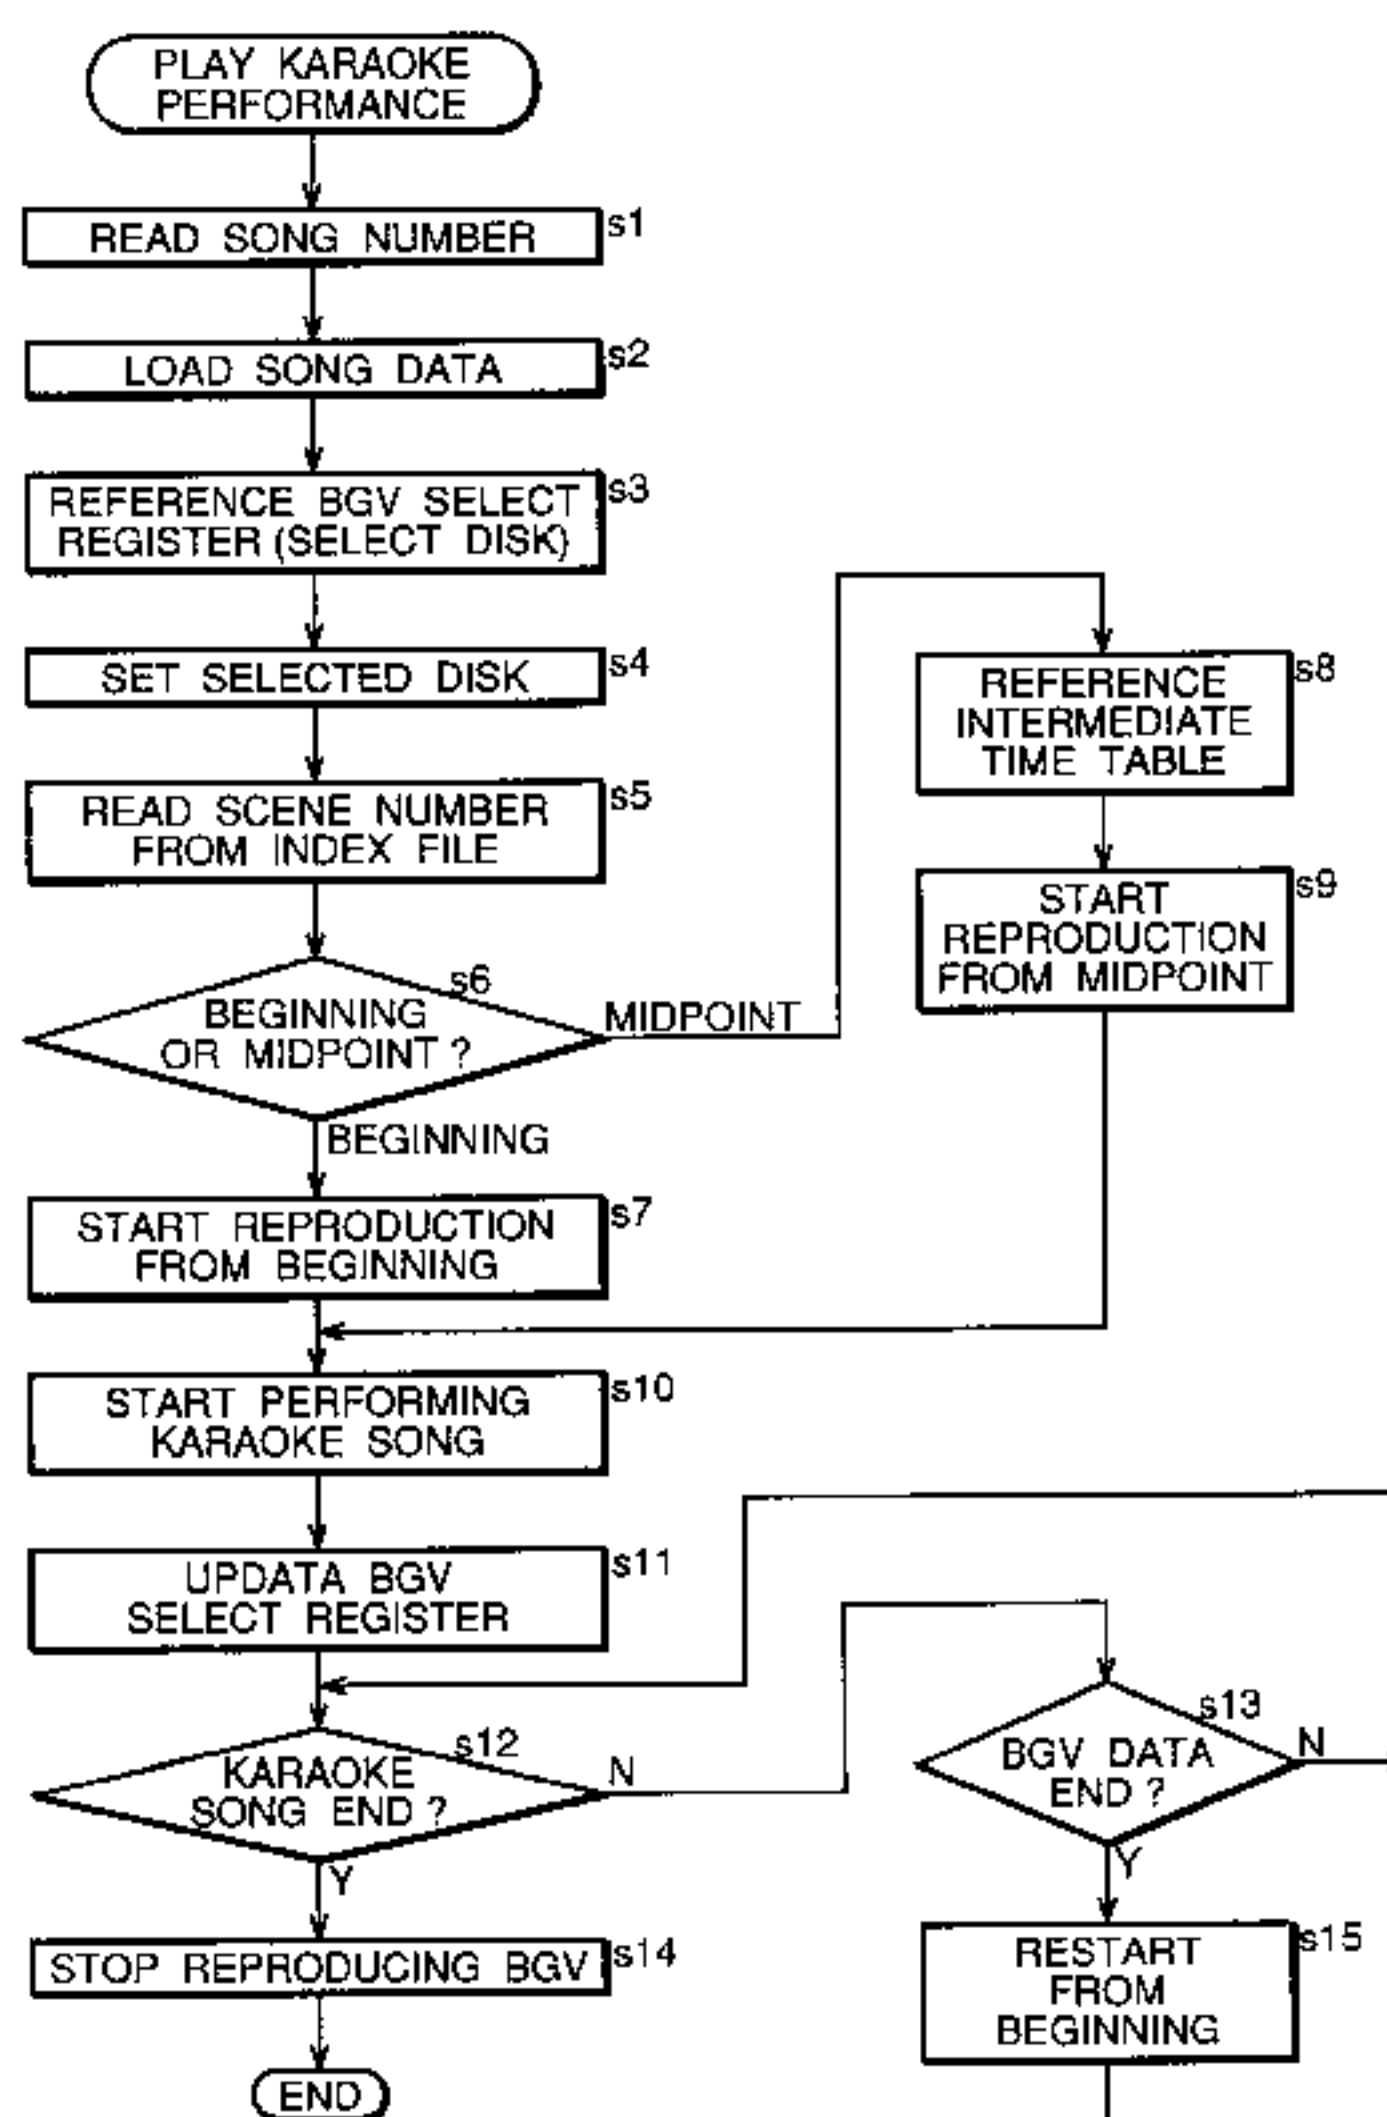 PLAY KARAOKE
PERFORMANCE
READ SONG NUMBER
s1
LOAD SONG DATA
s2
REFERENCE BGV SELECT
REGISTER (SELECT DISK)
s3
SET SELECTED DISK
s4
READ SCENE NUMBER
FROM INDEX FILE
s5
s6
BEGINNING
OR MIDPOINT ?
MIDPOINT
BEGINNING
REFERENCE
INTERMEDIATE
TIME TABLE
s8
START
REPRODUCTION
FROM MIDPOINT
s9
START REPRODUCTION
FROM BEGINNING
s7
START PERFORMING
KARAOKE SONG
s10
UPDATA BGV
SELECT REGISTER
s11
s12
KARAOKE
SONG END ?
N
Y
s13
BGV DATA
END ?
N
Y
STOP REPRODUCING BGV
s14
RESTART
FROM
BEGINNING
s15
END